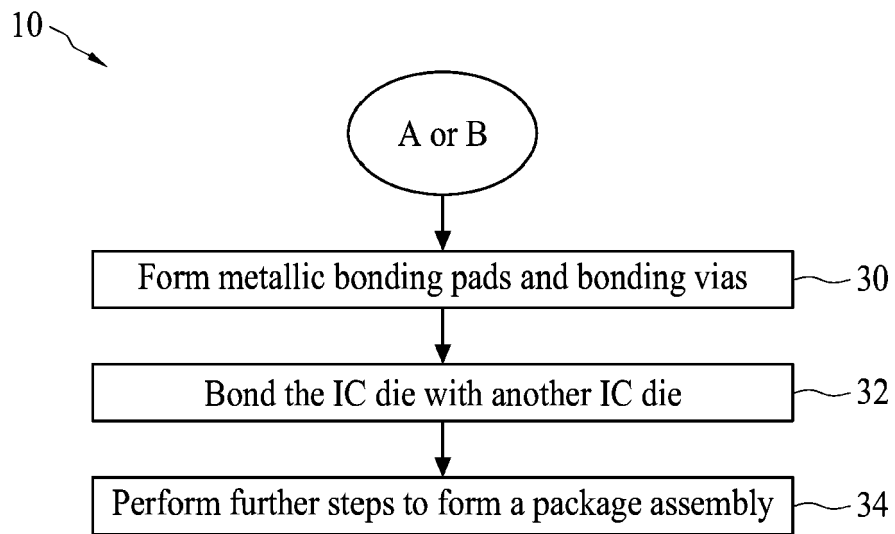 10
A or B
Form metallic bonding pads and bonding vias 30
Bond the IC die with another IC die 32
Perform further steps to form a package assembly 34